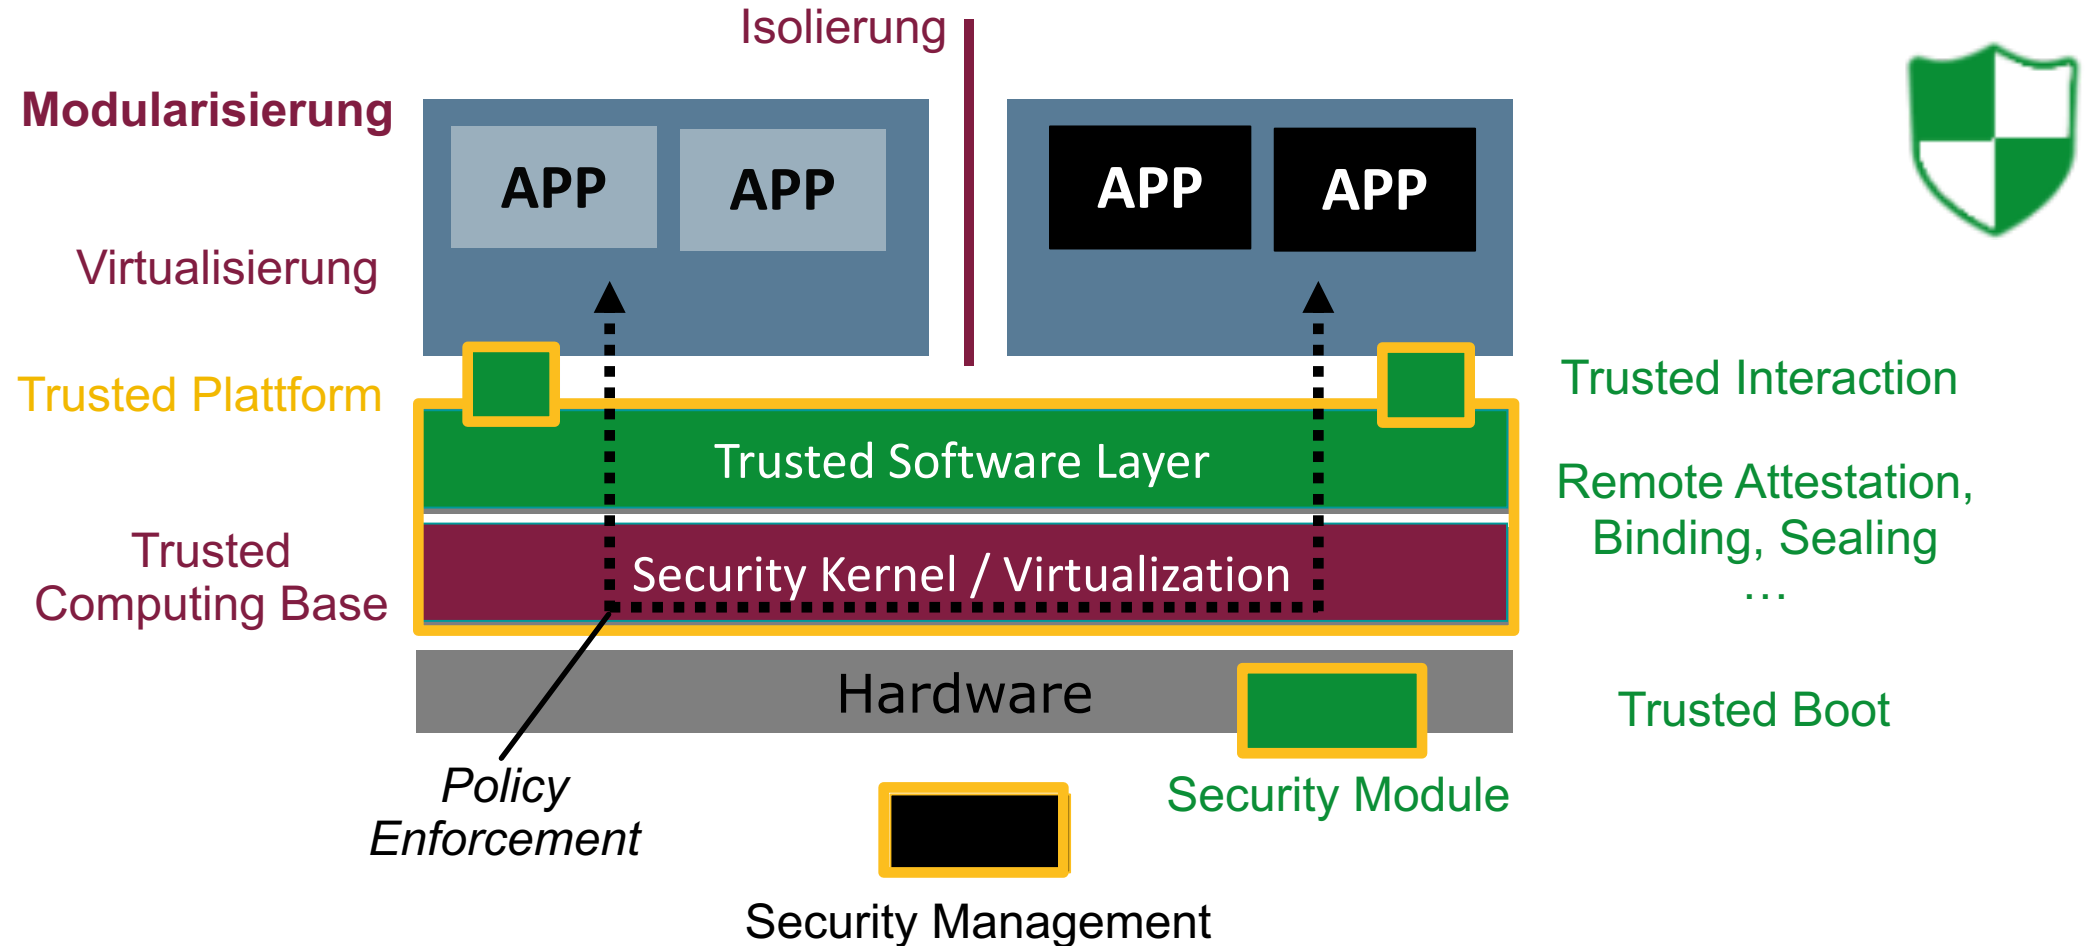 Isolierung
Modularisierung
APP
APP
APP
APP
Virtualisierung
Trusted Plattform
Trusted Interaction
Trusted Software Layer
Remote Attestation,
Binding, Sealing
...
Trusted
Computing Base
Security Kernel / Virtualization
Hardware
Trusted Boot
Policy
Enforcement
Security Module
Security Management